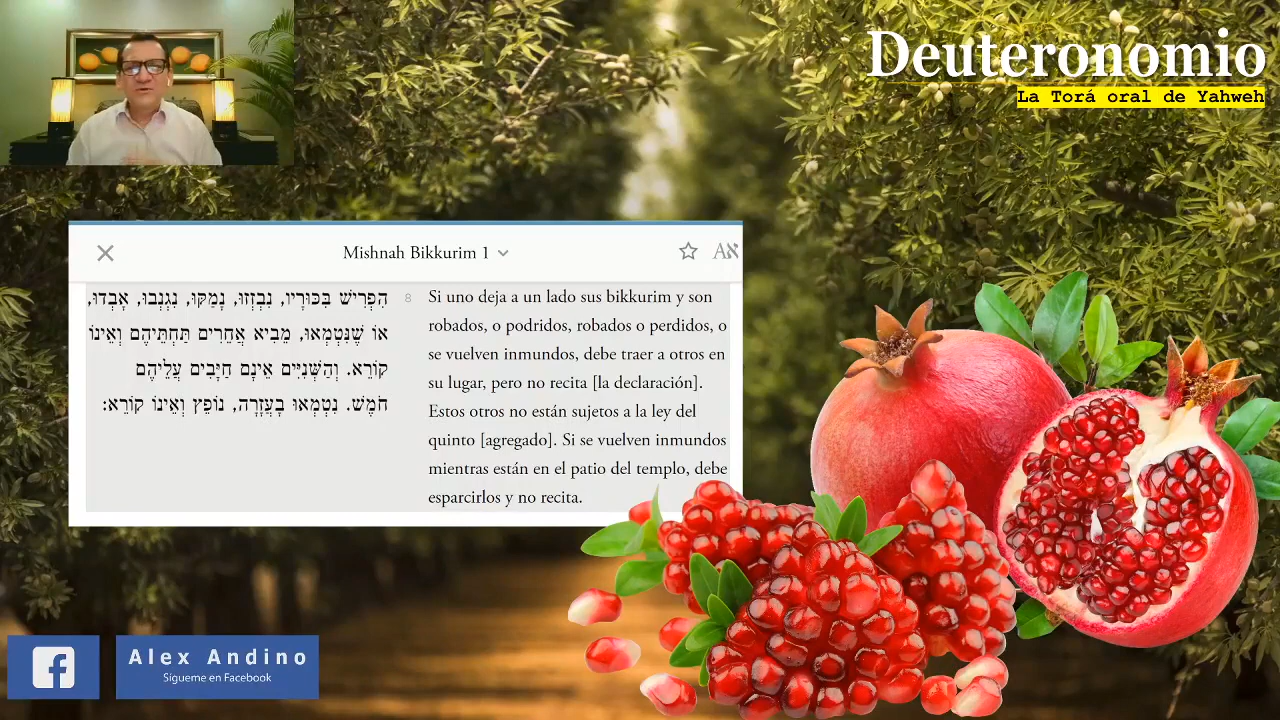 Deuteronomio
La Torá oral de Yahweh
Mishnah Bikkurim 1
הִפְרִישׁ בִּכּוּרָיו, נִבְזְזוּ, נָמַקּוּ, נִגְנְבוּ, אָבְדוּ,
אוֹ שֶׁנִּטְמְאוּ, מֵבִיא אֲחֵרִים תַּחְתֵּיהֶם וְאֵינוֹ
קוֹרֵא. וְהַשְּׁנִיִּים אֵינָם חַיָּבִים עֲלֵיהֶם
חֹמֶשׁ. נִטְמְאוּ בָעֲזָרָה, נוֹפֵץ וְאֵינוֹ קוֹרֵא:
8
Si uno deja a un lado sus bikkurim y son
robados, o podridos, robados o perdidos, o
se vuelven inmundos, debe traer a otros en
su lugar, pero no recita [la declaración].
Estos otros no están sujetos a la ley del
quinto [agregado]. Si se vuelven inmundos
mientras están en el patio del templo, debe
esparcirlos y no recita.
Alex Andino
Sigueme en Facebook